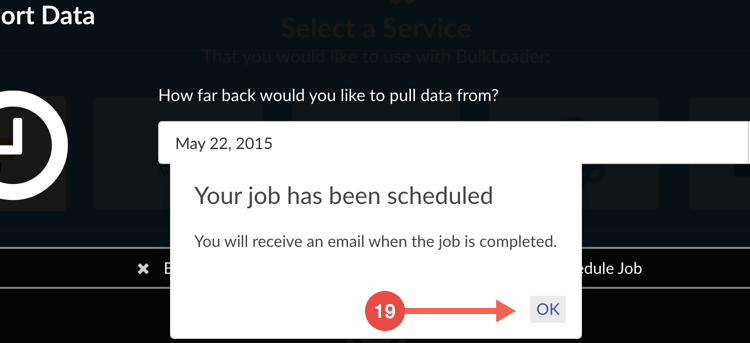 ort Data
Select a Service
That you would like to use with BulkLoader:
How far back would you like to pull data from?
May 22, 2015
Your job has been scheduled
You will receive an email when the job is completed.
✖ E
edule Job
19
OK